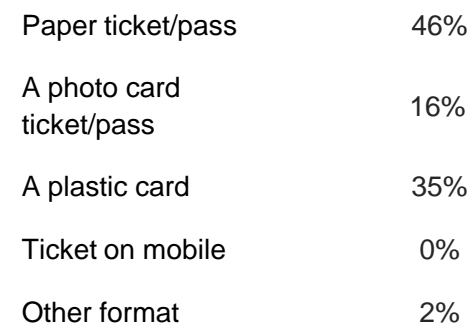 Paper ticket/pass 46%
A photo card
ticket/pass 16%
A plastic card 35%
Ticket on mobile 0%
Other format 2%